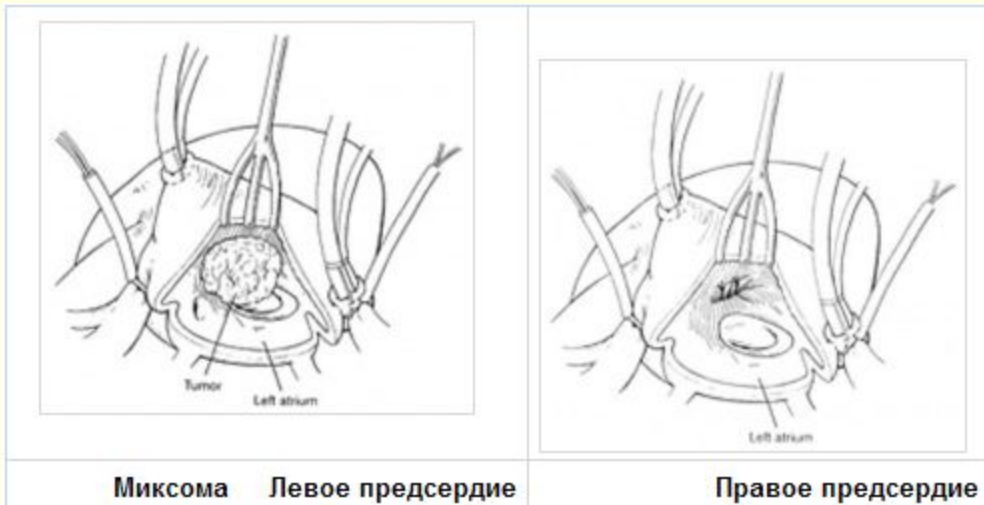 Tumor
Left atrium
Left atrium
Миксома Левое предсердие
Правое предсердие